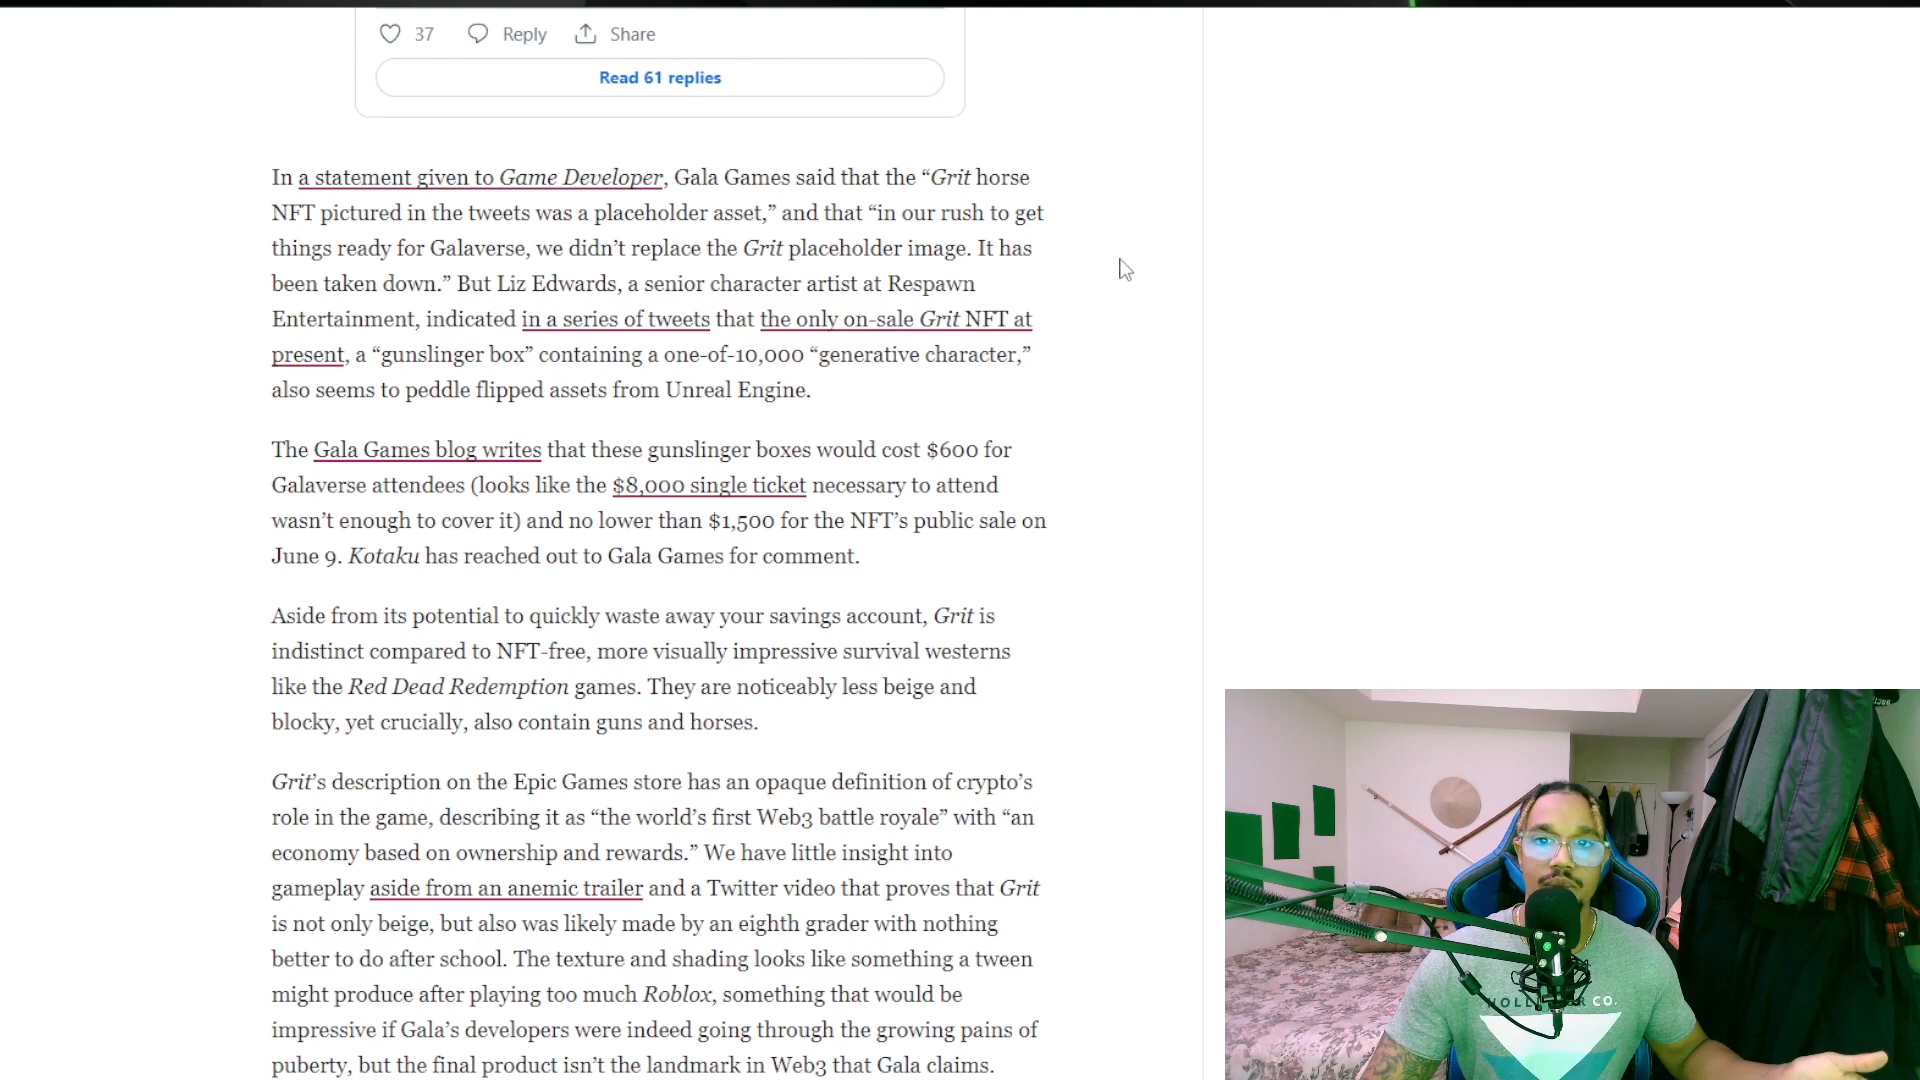 37 Reply Share
Read 61 replies
In a statement given to Game Developer, Gala Games said that the “Grit horse
NFT pictured in the tweets was a placeholder asset,” and that “in our rush to get
things ready for Galaverse, we didn’t replace the Grit placeholder image. It has
been taken down.” But Liz Edwards, a senior character artist at Respawn
Entertainment, indicated in a series of tweets that the only on-sale Grit NFT at
present, a “gunslinger box” containing a one-of-10,000 “generative character,”
also seems to peddle flipped assets from Unreal Engine.
The Gala Games blog writes that these gunslinger boxes would cost $600 for
Galaverse attendees (looks like the $8,000 single ticket necessary to attend
wasn’t enough to cover it) and no lower than $1,500 for the NFT’s public sale on
June 9. Kotaku has reached out to Gala Games for comment.
Aside from its potential to quickly waste away your savings account, Grit is
indistinct compared to NFT-free, more visually impressive survival westerns
like the Red Dead Redemption games. They are noticeably less beige and
blocky, yet crucially, also contain guns and horses.
Grit’s description on the Epic Games store has an opaque definition of crypto’s
role in the game, describing it as “the world’s first Web3 battle royale” with “an
economy based on ownership and rewards.” We have little insight into
gameplay aside from an anemic trailer and a Twitter video that proves that Grit
is not only beige, but also was likely made by an eighth grader with nothing
better to do after school. The texture and shading looks like something a tween
might produce after playing too much Roblox, something that would be
impressive if Gala’s developers were indeed going through the growing pains of
puberty, but the final product isn’t the landmark in Web3 that Gala claims.
CO.